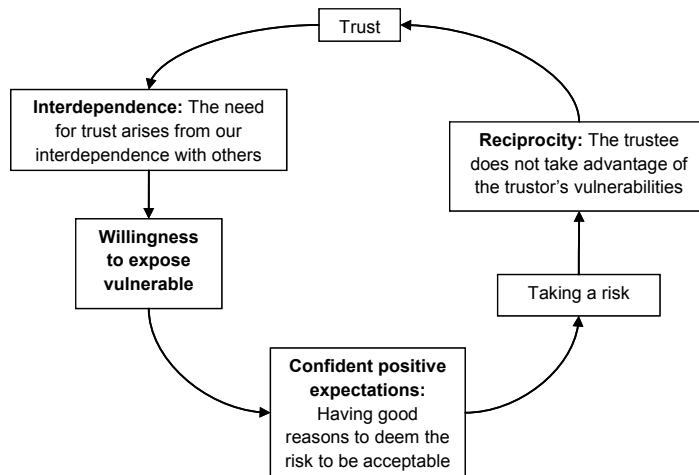 Trust
Interdependence: The need
for trust arises from our
interdependence with others
Willingness
to expose
vulnerable
Confident positive
expectations:
Having good
reasons to deem the
risk to be acceptable
Taking a risk
Reciprocity: The trustee
does not take advantage of
the trustor’s vulnerabilities